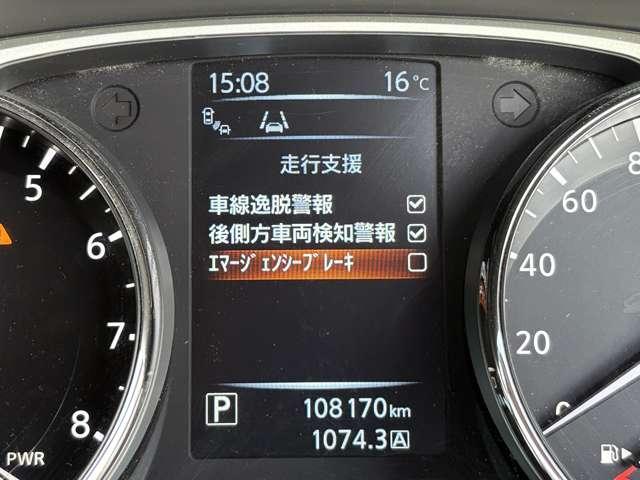 15:08 16℃
走行支援
車線逸脱警報
後側方車両検知警報
ｴﾏｰｼﾞｪﾝｼｰﾌﾞﾚｰｷ
P 108170km
1074.3A
5
6
7
8
PWR
60
40
20
0